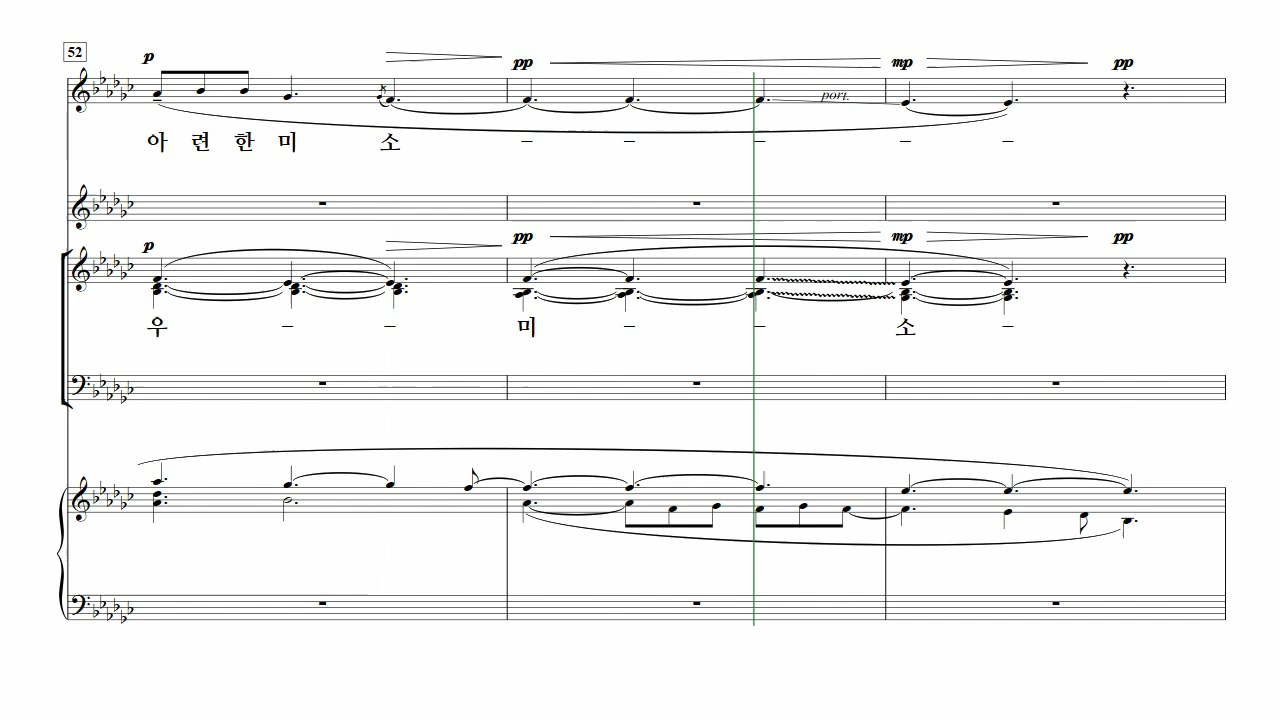 52
p
pp
mp
pp
port.
아 련 한 미 소 – – – – –
p
pp
mp
pp
우 – – 미 – – 소 –